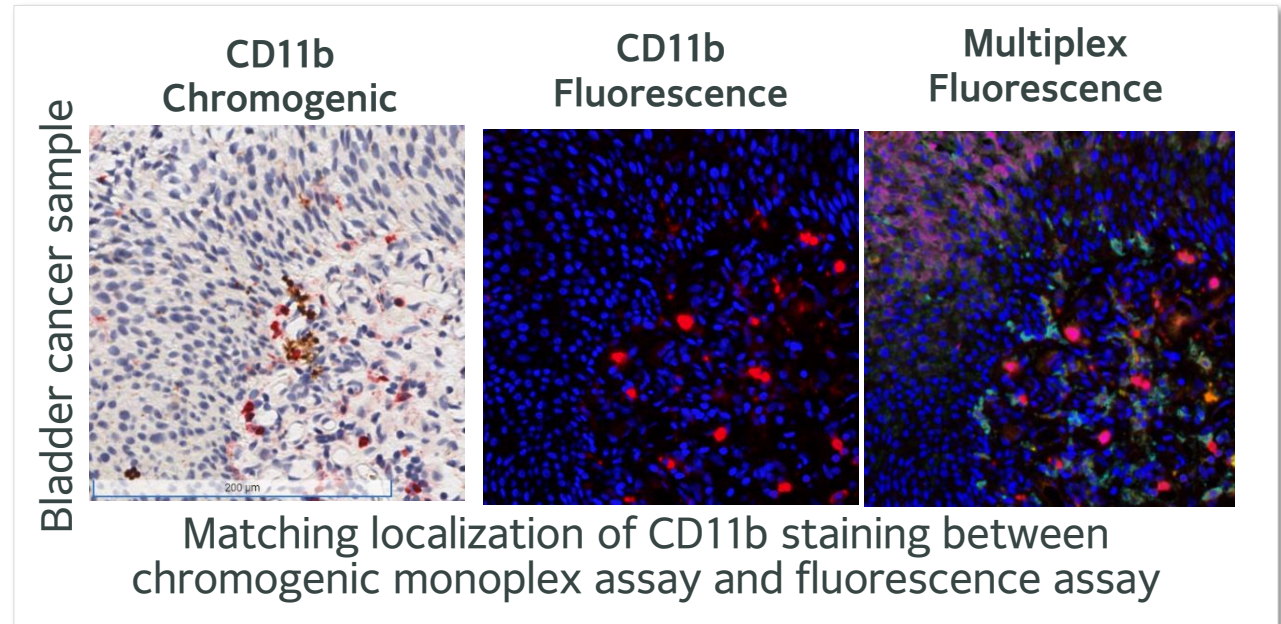 CD11b
Chromogenic
CD11b
Fluorescence
Multiplex
Fluorescence
Bladder cancer sample
200 µm
Matching localization of CD11b staining between
chromogenic monoplex assay and fluorescence assay